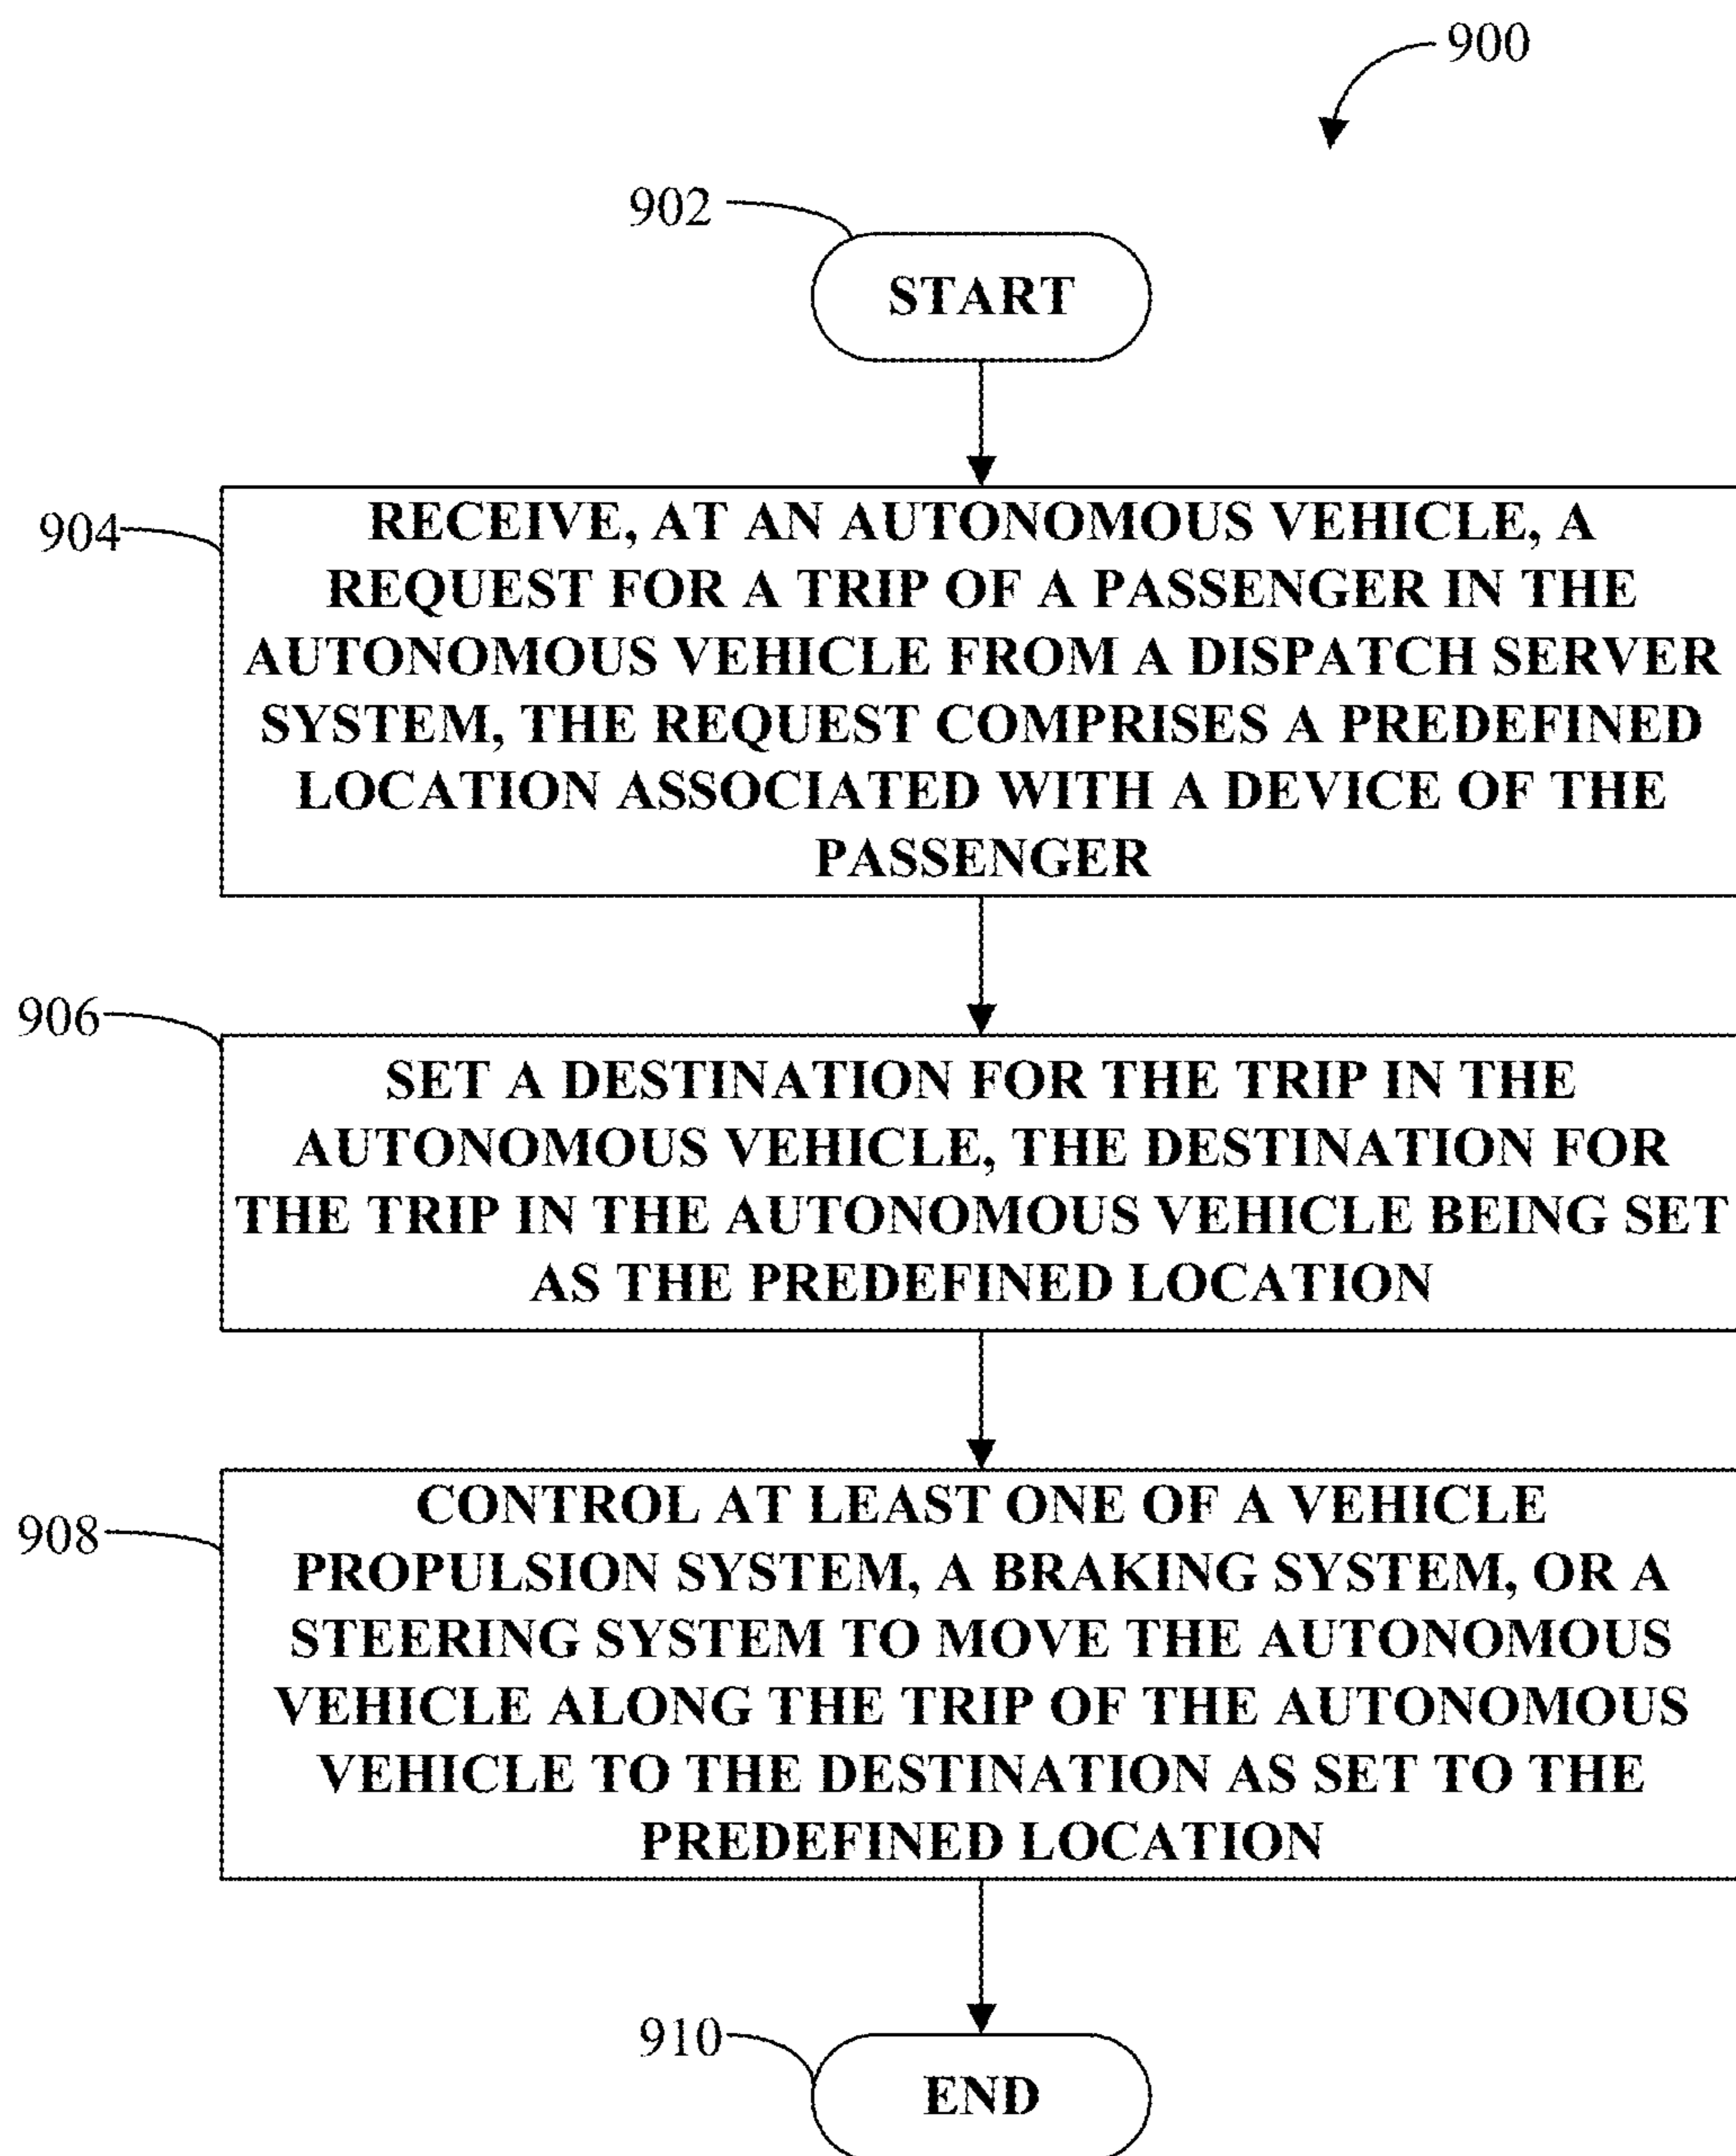 900
902
START
904
RECEIVE, AT AN AUTONOMOUS VEHICLE, A
REQUEST FOR A TRIP OF A PASSENGER IN THE
AUTONOMOUS VEHICLE FROM A DISPATCH SERVER
SYSTEM, THE REQUEST COMPRISES A PREDEFINED
LOCATION ASSOCIATED WITH A DEVICE OF THE
PASSENGER
906
SET A DESTINATION FOR THE TRIP IN THE
AUTONOMOUS VEHICLE, THE DESTINATION FOR
THE TRIP IN THE AUTONOMOUS VEHICLE BEING SET
AS THE PREDEFINED LOCATION
908
CONTROL AT LEAST ONE OF A VEHICLE
PROPULSION SYSTEM, A BRAKING SYSTEM, OR A
STEERING SYSTEM TO MOVE THE AUTONOMOUS
VEHICLE ALONG THE TRIP OF THE AUTONOMOUS
VEHICLE TO THE DESTINATION AS SET TO THE
PREDEFINED LOCATION
910
END